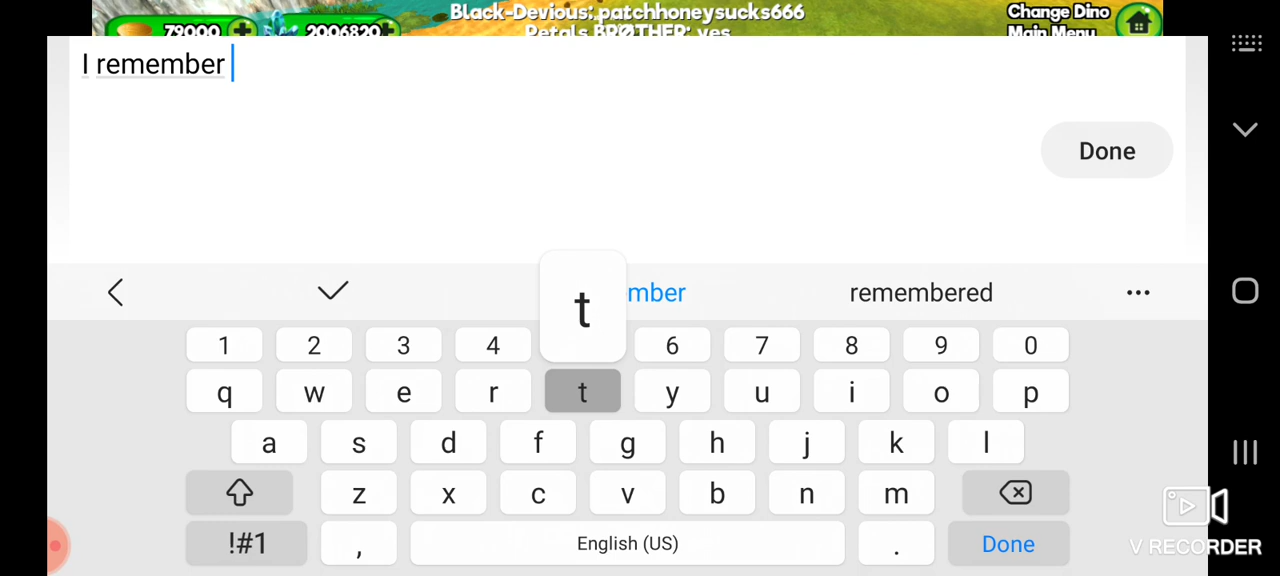 Black-Devious: patchhoneysucks666
Change Dino
79000
2006820
Petals BRØTHER: yes
Main Menu
I remember
Done
t
mber
remembered
1 2 3 4 6 7 8 9 0
q w e r t y u i o p
a s d f g h j k l
z x c v b n m
!#1 , English (US) . Done
V RECORDER